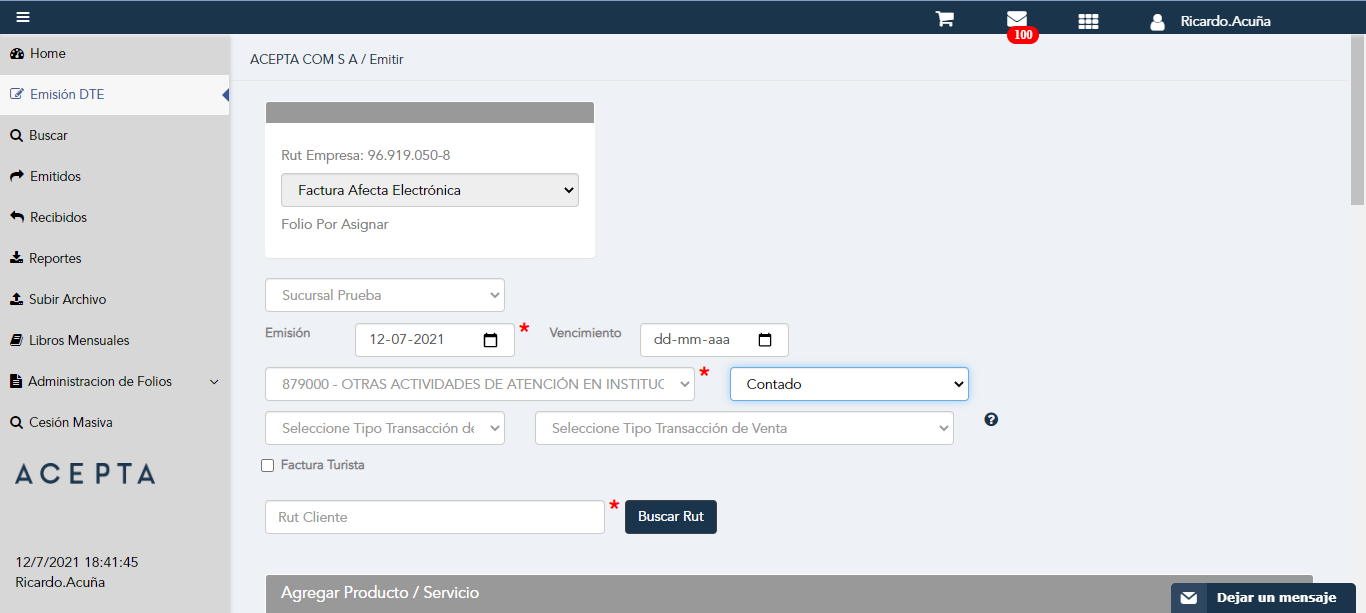 100
Ricardo.Acuña
Home
Emisión DTE
Buscar
Emitidos
Recibidos
Reportes
Subir Archivo
Libros Mensuales
Administracion de Folios
Cesión Masiva
ACEPTA
12/7/2021 18:41:45
Ricardo.Acuña
ACEPTA COM S A / Emitir
Rut Empresa: 96.919.050-8
Factura Afecta Electrónica
Folio Por Asignar
Sucursal Prueba
Emisión 12-07-2021 * Vencimiento dd-mm-aaa
879000 - OTRAS ACTIVIDADES DE ATENCIÓN EN INSTITUC * Contado
Seleccione Tipo Transacción de Seleccione Tipo Transacción de Venta ?
Factura Turista
Rut Cliente * Buscar Rut
Agregar Producto / Servicio
Dejar un mensaje